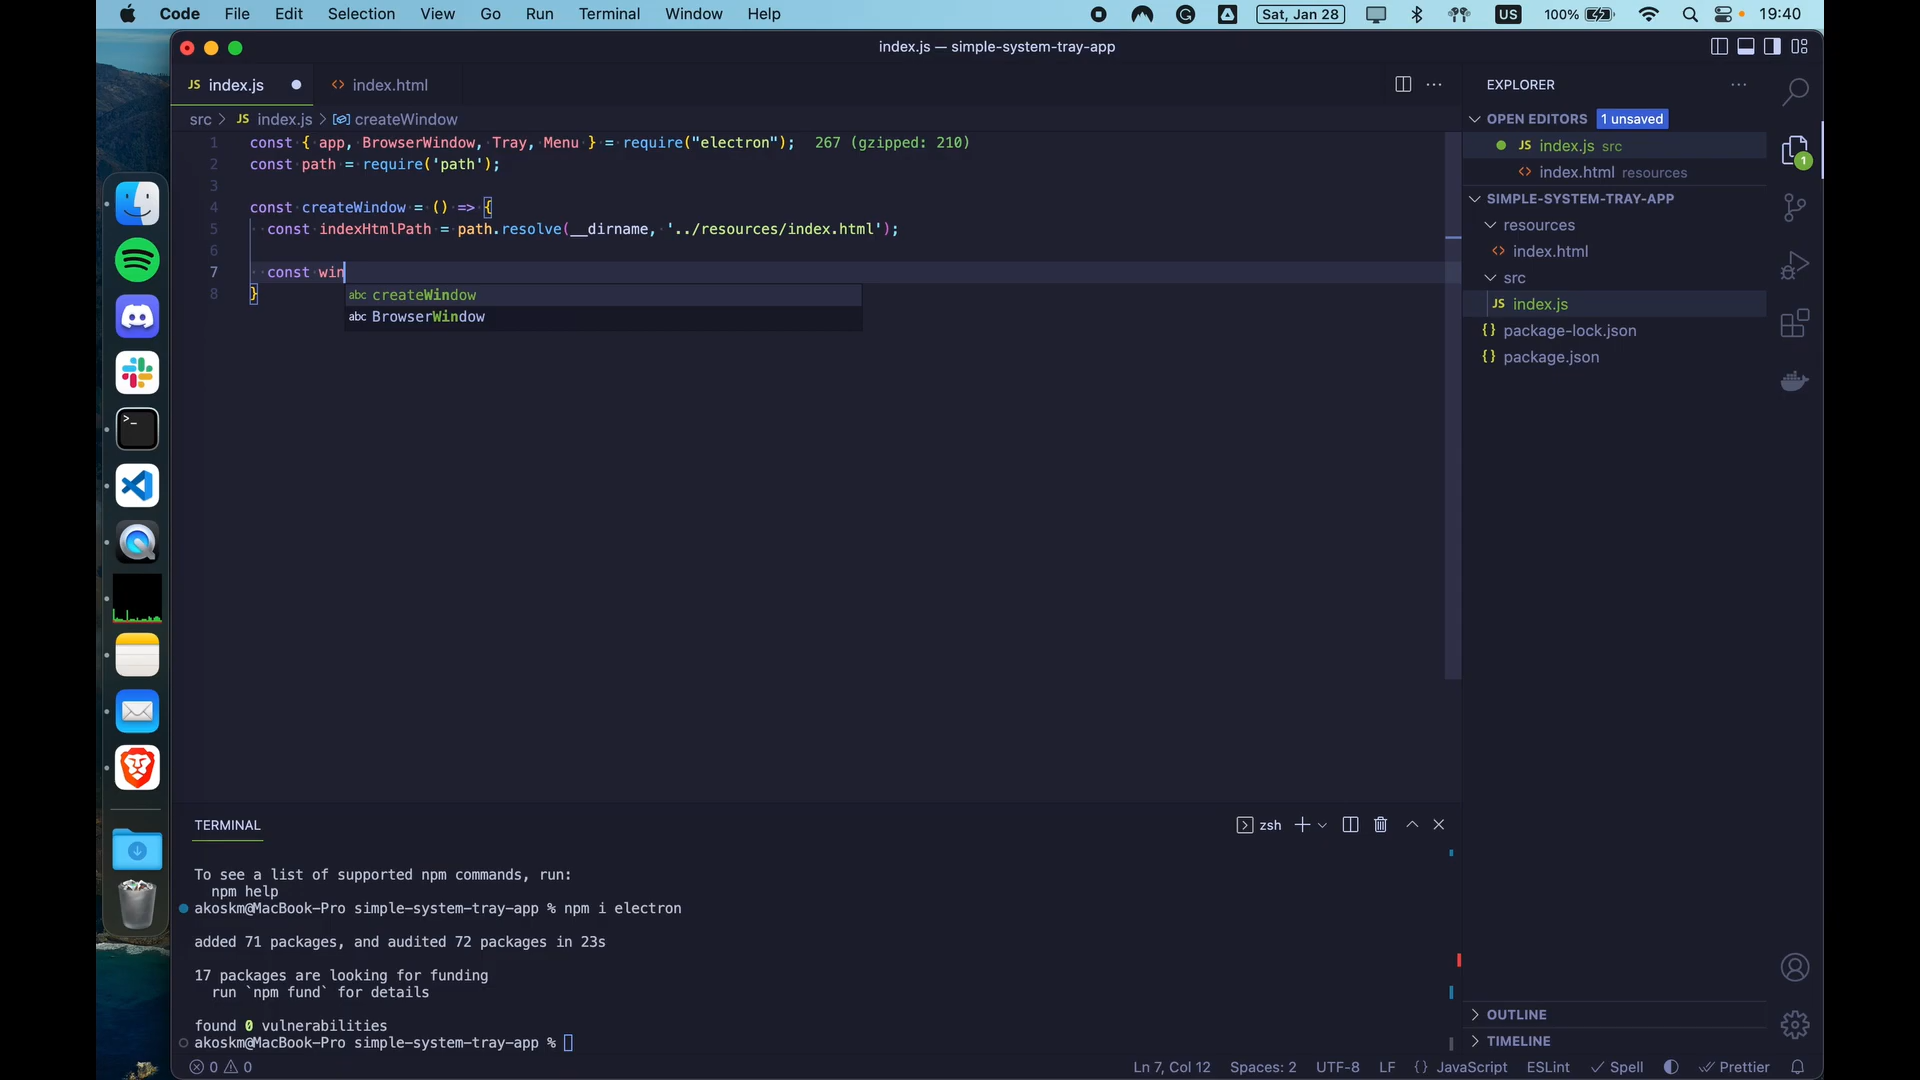 Code File Edit Selection View Go Run Terminal Window Help Sat, Jan 28 US 100% 19:40
index.js — simple-system-tray-app
JS index.js <> index.html
src > JS index.js > createWindow
1 const { app, BrowserWindow, Tray, Menu } = require("electron"); 267 (gzipped: 210)
2 const path = require('path');
3
4 const createWindow = () => {
5 const indexHtmlPath = path.resolve(__dirname, '../resources/index.html');
6
7 const win
8 }
abc createWindow
abc BrowserWindow
EXPLORER
OPEN EDITORS 1 unsaved
JS index.js src
<> index.html resources
SIMPLE-SYSTEM-TRAY-APP
resources
<> index.html
src
JS index.js
{} package-lock.json
{} package.json
1
OUTLINE
TIMELINE
TERMINAL
zsh
To see a list of supported npm commands, run:
npm help
akoskm@MacBook-Pro simple-system-tray-app % npm i electron
added 71 packages, and audited 72 packages in 23s
17 packages are looking for funding
run `npm fund` for details
found 0 vulnerabilities
akoskm@MacBook-Pro simple-system-tray-app %
0 0 Ln 7, Col 12 Spaces: 2 UTF-8 LF {} JavaScript ESLint Spell Prettier